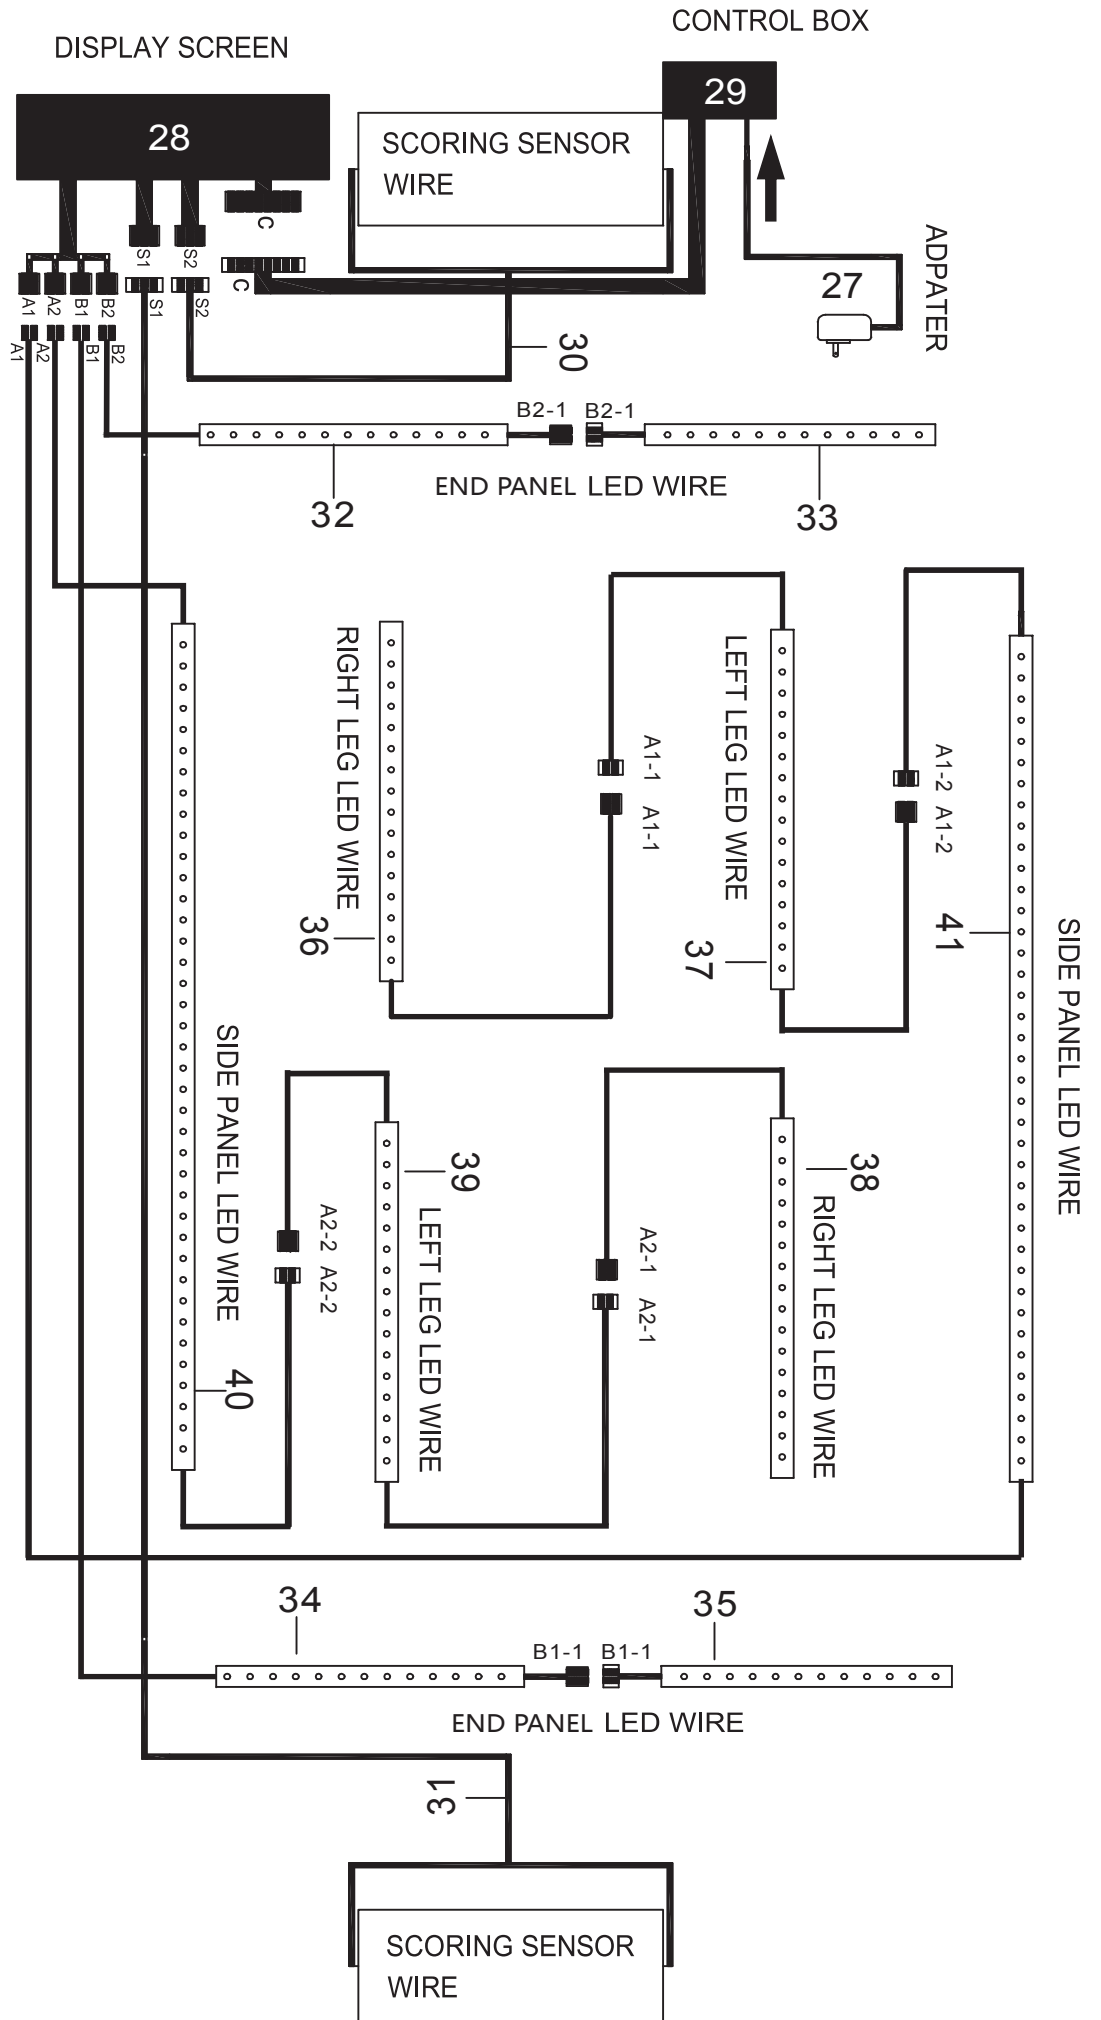 CONTROL BOX
DISPLAY SCREEN
29
28
SCORING SENSOR
WIRE
C
S1
S2
C
ADPATER
27
A1
A2
B1
B2
S1
S2
A1
A2
B1
B2
30
B2-1
B2-1
END PANEL LED WIRE
32
33
RIGHT LEG LED WIRE
LEFT LEG LED WIRE
A1-1
A1-1
A1-2
A1-2
36
37
41
SIDE PANEL LED WIRE
SIDE PANEL LED WIRE
39
38
A2-2
A2-2
LEFT LEG LED WIRE
A2-1
A2-1
RIGHT LEG LED WIRE
40
34
35
B1-1
B1-1
END PANEL LED WIRE
31
SCORING SENSOR
WIRE